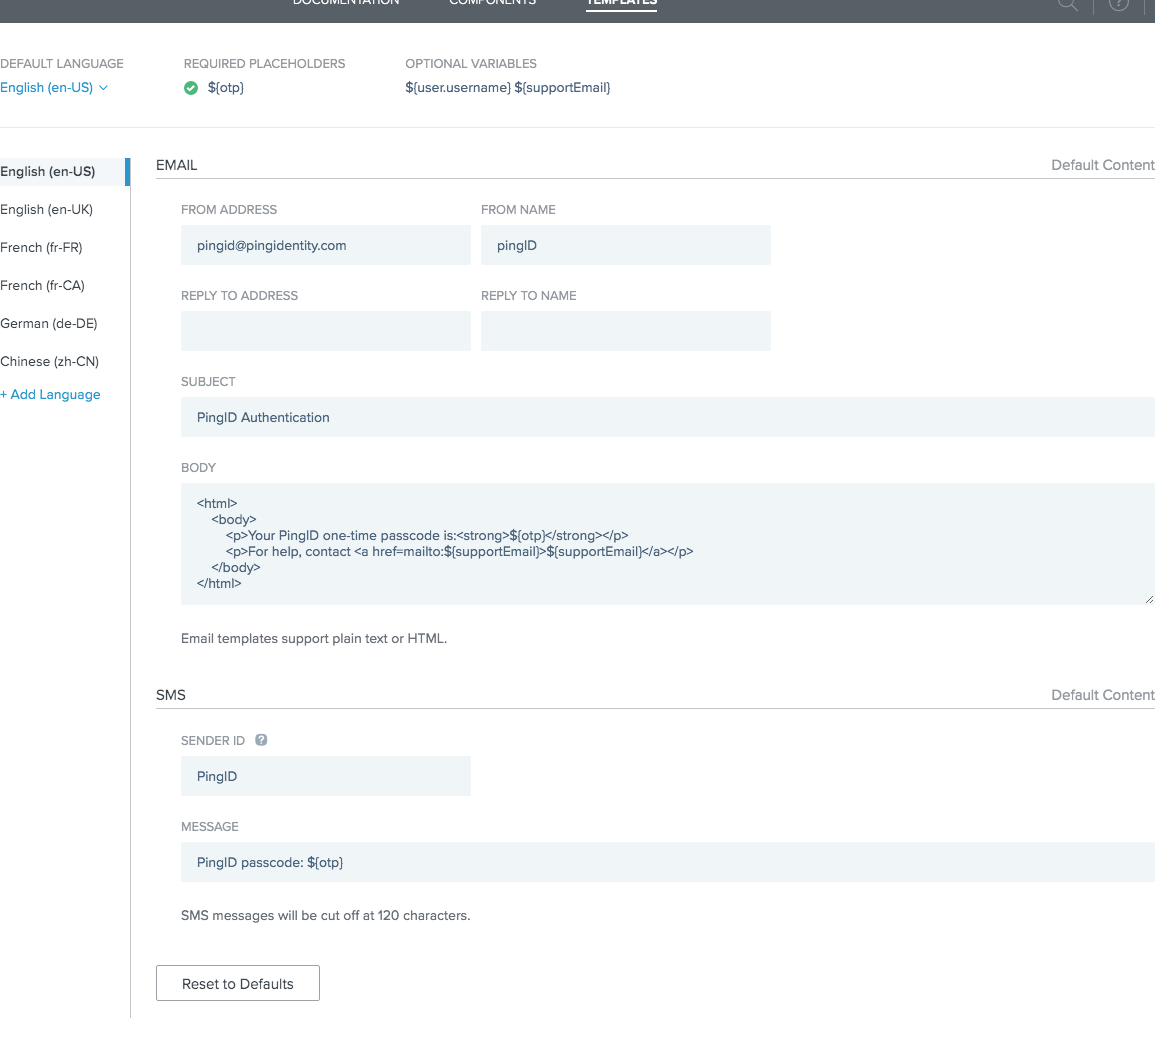 DOCUMENTATION COMPONENTS TEMPLATES
DEFAULT LANGUAGE REQUIRED PLACEHOLDERS OPTIONAL VARIABLES
English (en-US) ${otp} ${user.username} ${supportEmail}
English (en-US)
English (en-UK)
French (fr-FR)
French (fr-CA)
German (de-DE)
Chinese (zh-CN)
+ Add Language
EMAIL Default Content
FROM ADDRESS FROM NAME
pingid@pingidentity.com pingID
REPLY TO ADDRESS REPLY TO NAME
SUBJECT
PingID Authentication
BODY
<html>
<body>
<p>Your PingID one-time passcode is:<strong>${otp}</strong></p>
<p>For help, contact <a href=mailto:${supportEmail}>${supportEmail}</a></p>
</body>
</html>
Email templates support plain text or HTML.
SMS Default Content
SENDER ID ?
PingID
MESSAGE
PingID passcode: ${otp}
SMS messages will be cut off at 120 characters.
Reset to Defaults